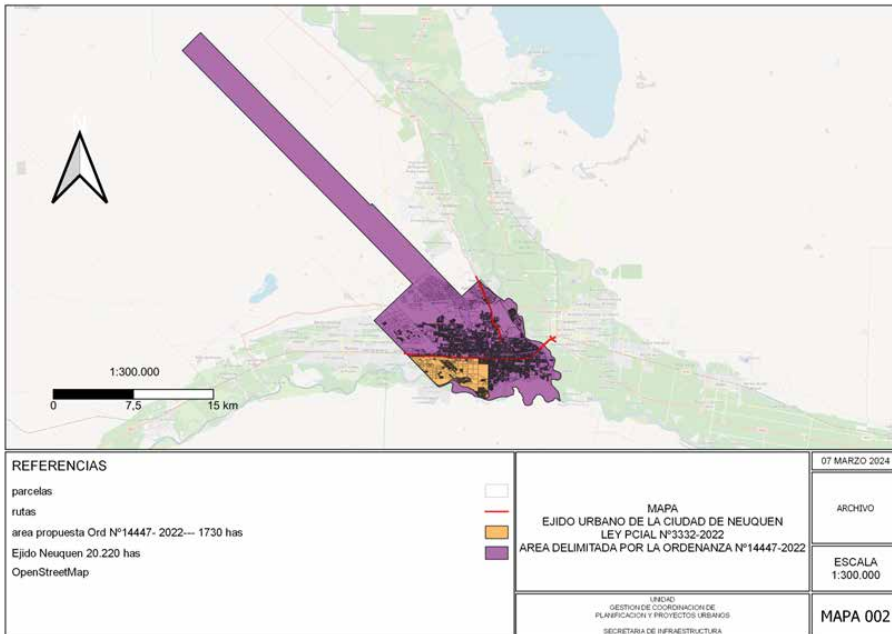 N
1:300.000
0 7,5 15 km
REFERENCIAS
parcelas
rutas
area propuesta Ord Nº14447- 2022--- 1730 has
Ejido Neuquen 20.220 has
OpenStreetMap
MAPA
EJIDO URBANO DE LA CIUDAD DE NEUQUEN
LEY PCIAL Nº3332-2022
AREA DELIMITADA POR LA ORDENANZA Nº14447-2022
UNIDAD
GESTION DE COORDINACION DE
PLANIFICACION Y PROYECTOS URBANOS
SECRETARIA DE INFRAESTRUCTURA
07 MARZO 2024
ARCHIVO
ESCALA
1:300.000
MAPA 002